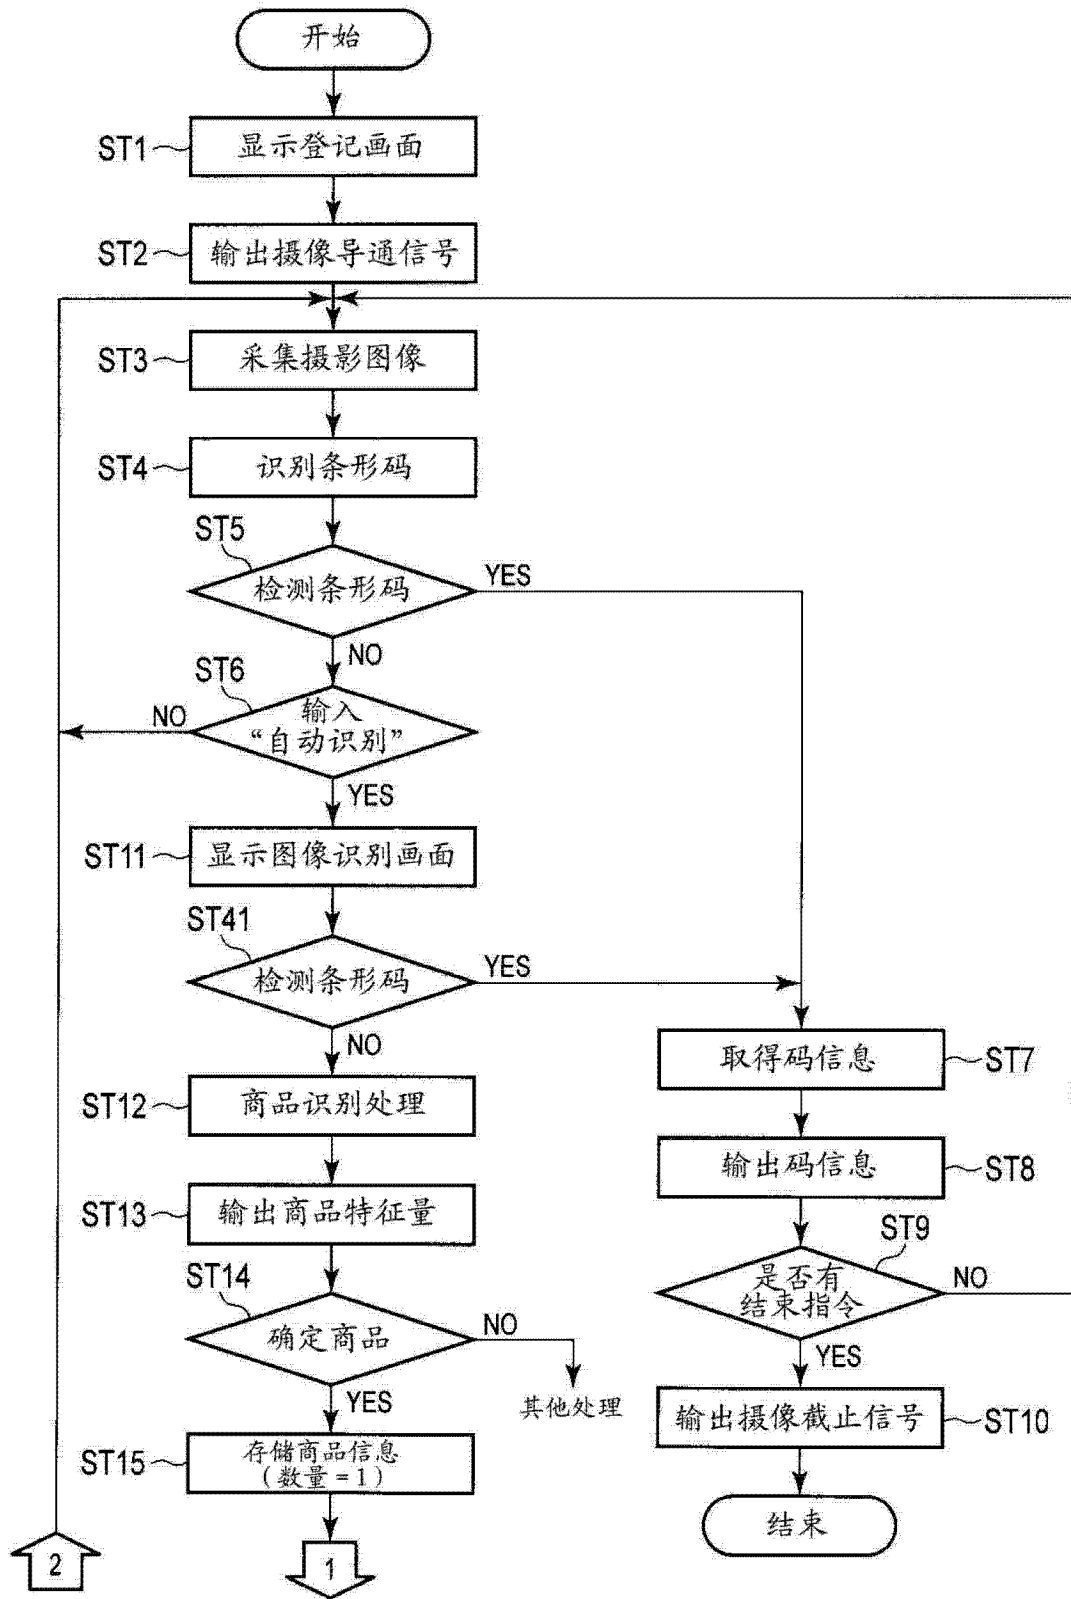 开始
ST1
显示登记画面
ST2
输出摄像导通信号
ST3
采集摄影图像
ST4
识别条形码
ST5
检测条形码
YES
NO
ST6
输入
“自动识别”
NO
YES
ST11
显示图像识别画面
ST41
检测条形码
YES
NO
ST12
商品识别处理
ST13
输出商品特征量
ST14
确定商品
NO
其他处理
YES
ST15
存储商品信息
(数量=1)
2
1
取得码信息
ST7
输出码信息
ST8
ST9
是否有
结束指令
NO
YES
输出摄像截止信号
ST10
结束